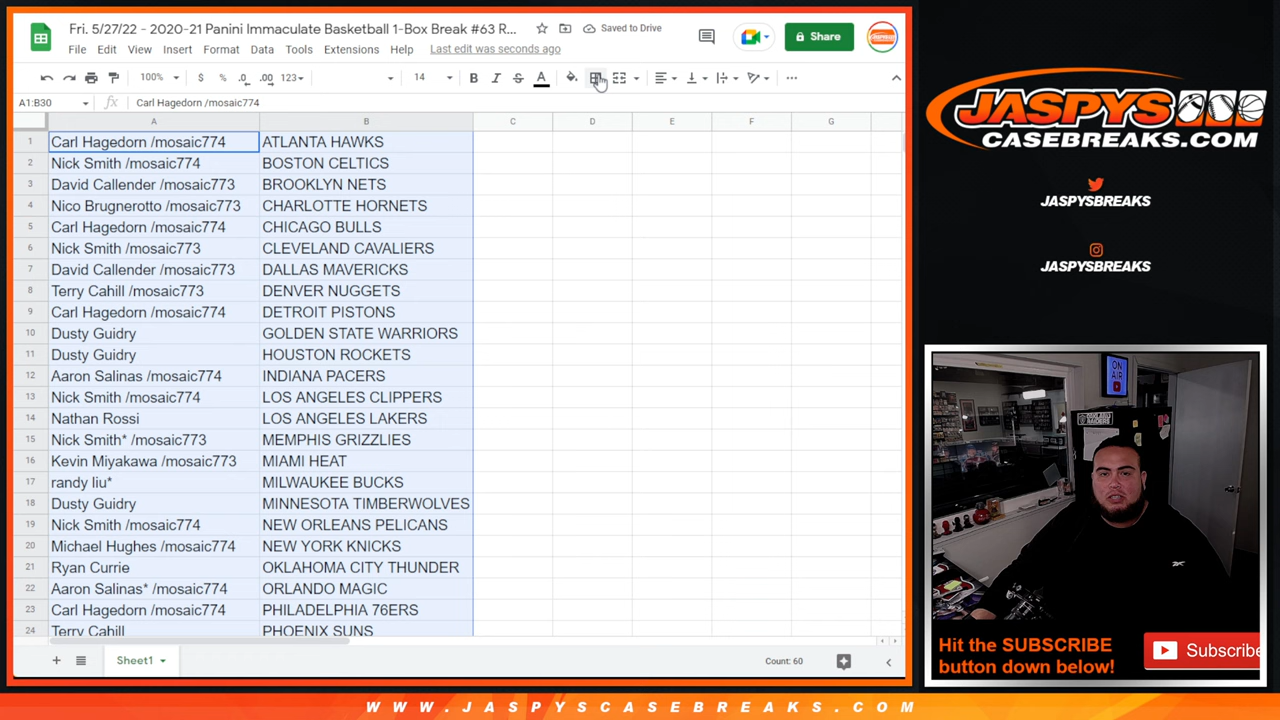 Fri. 5/27/22 - 2020-21 Panini Immaculate Basketball 1-Box Break #63 R...
Saved to Drive
Share
File Edit View Insert Format Data Tools Extensions Help Last edit was seconds ago
100% $ % .0 .00 123 14 B I S A
A1:B30 fx Carl Hagedorn /mosaic774
A B C D E F G
1 Carl Hagedorn /mosaic774 ATLANTA HAWKS
2 Nick Smith /mosaic774 BOSTON CELTICS
3 David Callender /mosaic773 BROOKLYN NETS
4 Nico Brugnerotto /mosaic773 CHARLOTTE HORNETS
5 Carl Hagedorn /mosaic774 CHICAGO BULLS
6 Nick Smith /mosaic773 CLEVELAND CAVALIERS
7 David Callender /mosaic773 DALLAS MAVERICKS
8 Terry Cahill /mosaic773 DENVER NUGGETS
9 Carl Hagedorn /mosaic774 DETROIT PISTONS
10 Dusty Guidry GOLDEN STATE WARRIORS
11 Dusty Guidry HOUSTON ROCKETS
12 Aaron Salinas /mosaic774 INDIANA PACERS
13 Nick Smith /mosaic774 LOS ANGELES CLIPPERS
14 Nathan Rossi LOS ANGELES LAKERS
15 Nick Smith* /mosaic773 MEMPHIS GRIZZLIES
16 Kevin Miyakawa /mosaic773 MIAMI HEAT
17 randy liu* MILWAUKEE BUCKS
18 Dusty Guidry MINNESOTA TIMBERWOLVES
19 Nick Smith /mosaic774 NEW ORLEANS PELICANS
20 Michael Hughes /mosaic774 NEW YORK KNICKS
21 Ryan Currie OKLAHOMA CITY THUNDER
22 Aaron Salinas* /mosaic774 ORLANDO MAGIC
23 Carl Hagedorn /mosaic774 PHILADELPHIA 76ERS
24 Terry Cahill PHOENIX SUNS
Sheet1
Count: 60
JASPYS
CASEBREAKS.COM
JASPYSBREAKS
JASPYSBREAKS
ON
AIR
Hit the SUBSCRIBE
button down below!
Subscribe
WWW.JASPYSCASEBREAKS.COM